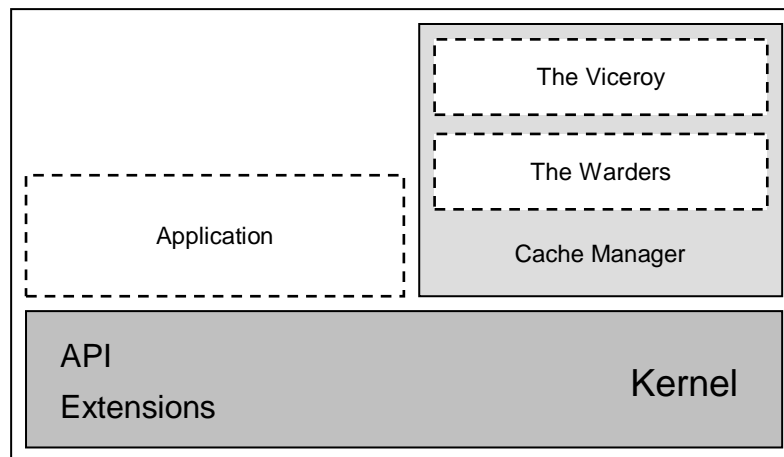 The Viceroy
The Warders
Application
Cache Manager
API
Extensions
Kernel